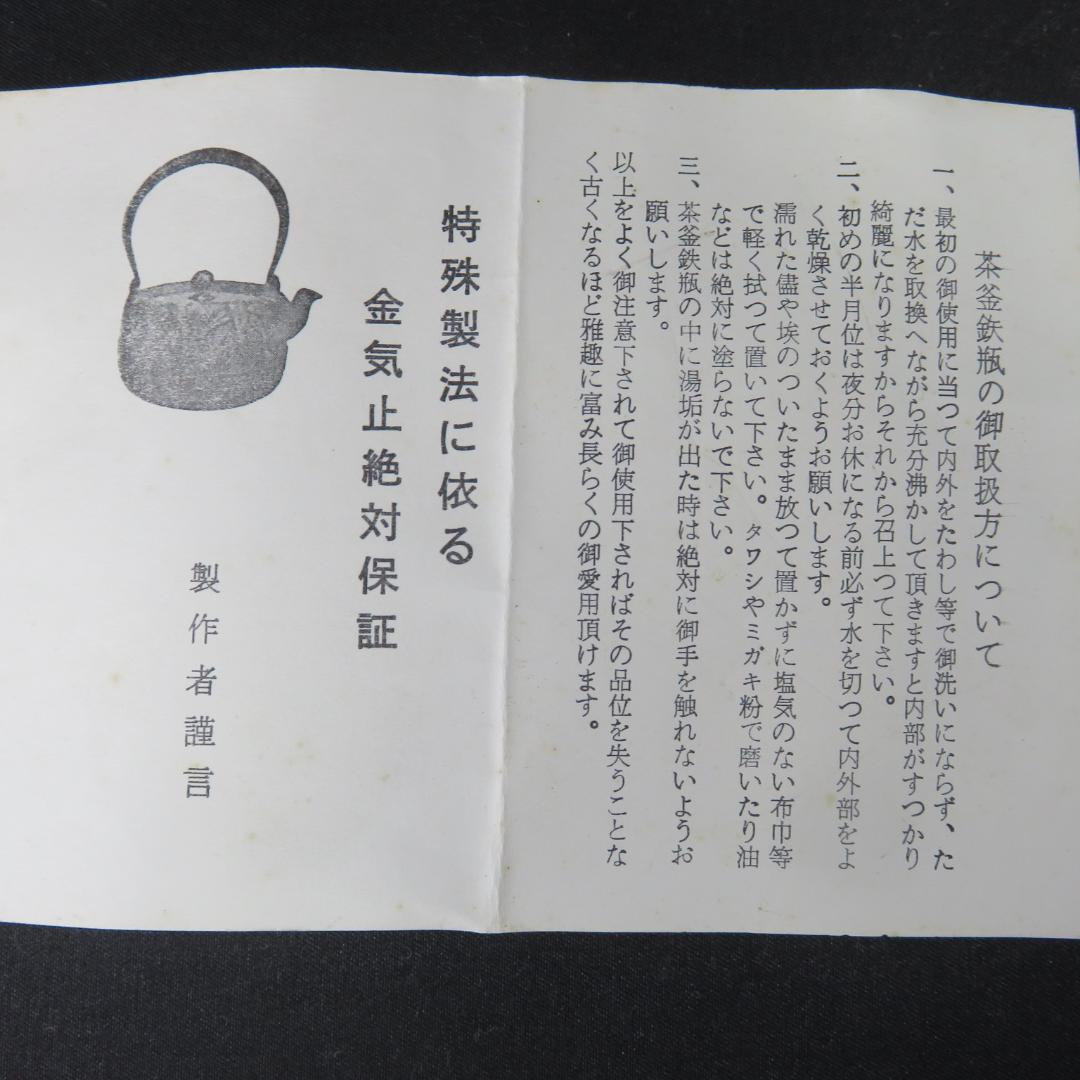 茶釜鉄瓶の御取扱方について
一、最初の御使用に当つて内外をたわし等で御洗いにならず、た
だ水を取換へながら充分沸かして頂きますと内部がすつかり
綺麗になりますからそれから召上つて下さい。
二、初めの半月位は夜分お休になる前必ず水を切つて内外部をよ
く乾燥させておくようお願いします。
濡れた儘や埃のついたまま放つて置かずに塩気のない布巾等
で軽く拭つて置いて下さい。タワシやミガキ粉で磨いたり油
などは絶対に塗らないで下さい。
三、茶釜鉄瓶の中に湯垢が出た時は絶対に御手を触れないようお
願いします。
以上をよく御注意下されて御使用下さればその品位を失うことな
く古くなるほど雅趣に富み長らくの御愛用頂けます。
特殊製法に依る
金気止絶対保証
製作者謹言